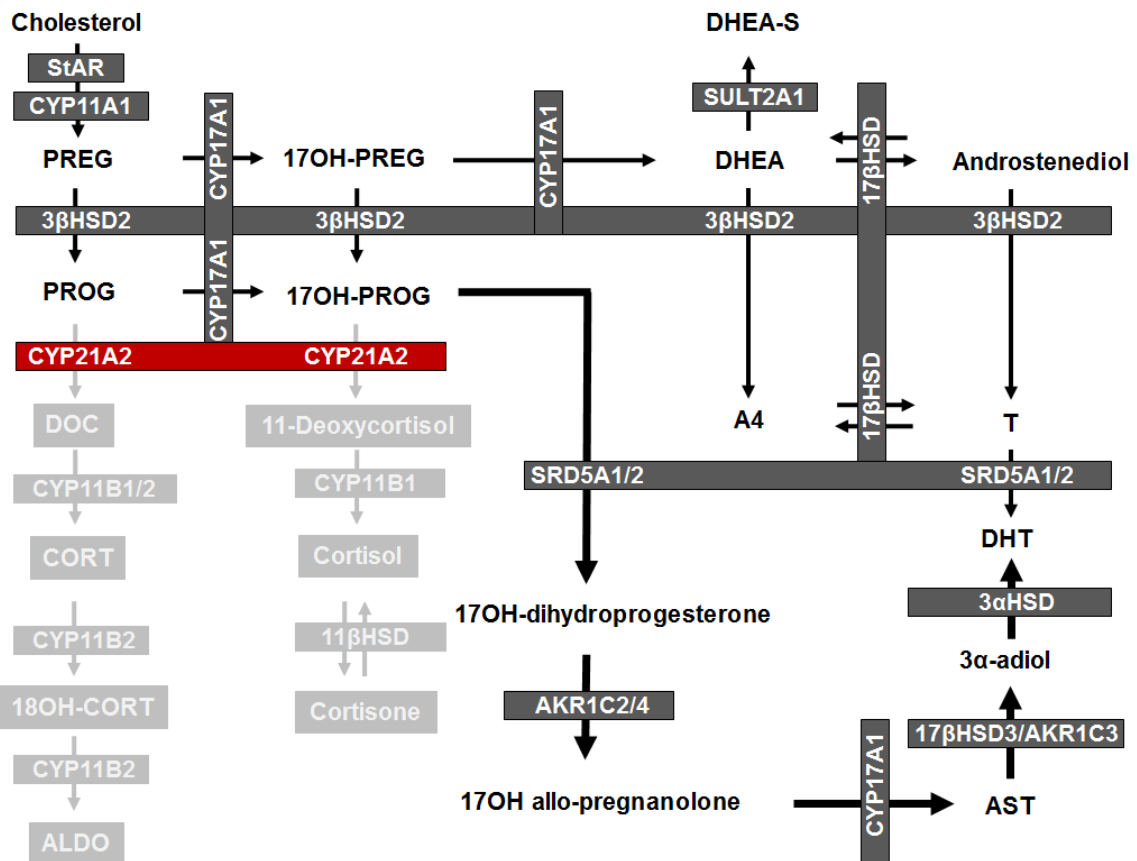 Cholesterol
DHEA-S
StAR
CYP11A1
SULT2A1
CYP17A1
CYP17A1
17βHSD
PREG
17OH-PREG
DHEA
Androstenediol
3βHSD2
3βHSD2
3βHSD2
3βHSD2
CYP17A1
PROG
17OH-PROG
CYP21A2
CYP21A2
17βHSD
DOC
11-Deoxycortisol
A4
T
CYP11B1/2
CYP11B1
SRD5A1/2
SRD5A1/2
CORT
Cortisol
DHT
3αHSD
17OH-dihydroprogesterone
CYP11B2
11βHSD
3α-adiol
18OH-CORT
Cortisone
AKR1C2/4
17βHSD3/AKR1C3
CYP11B2
CYP17A1
17OH allo-pregnanolone
AST
ALDO